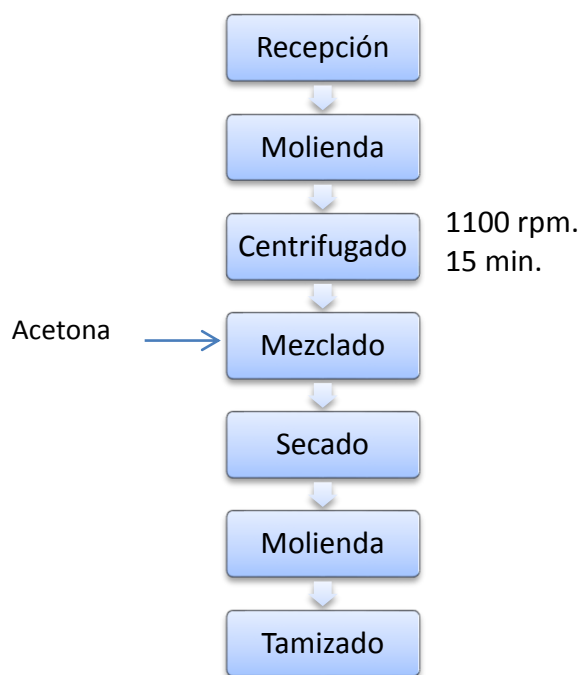 Recepción
Molienda
Centrifugado
1100 rpm.
15 min.
Acetona
Mezclado
Secado
Molienda
Tamizado